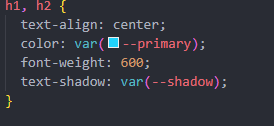 h1, h2 {
  text-align: center;
  color: var(--primary);
  font-weight: 600;
  text-shadow: var(--shadow);
}